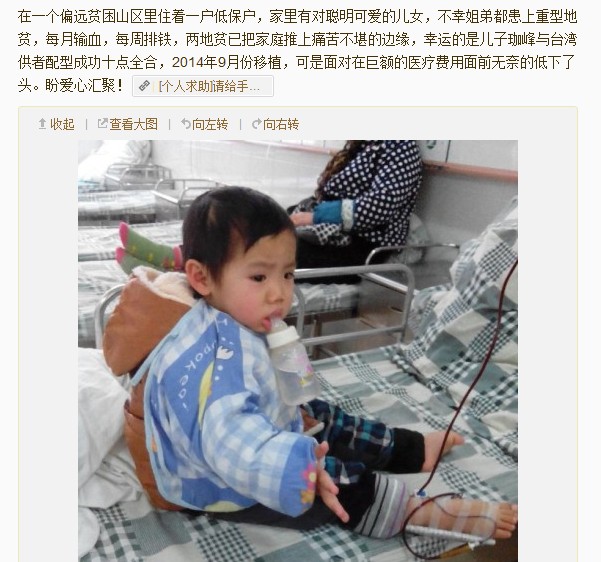 在一个偏远贫困山区里住着一户低保户，家里有对聪明可爱的儿女，不幸姐弟都患上重型地
贫，每月输血，每周排铁，两地贫已把家庭推上痛苦不堪的边缘，幸运的是儿子珈峰与台湾
供者配型成功十点全合，2014年9月份移植，可是面对在巨额的医疗费用面前无奈的低下了
头。盼爱心汇聚！ [个人求助]请给手...
收起 | 查看大图 | 向左转 | 向右转